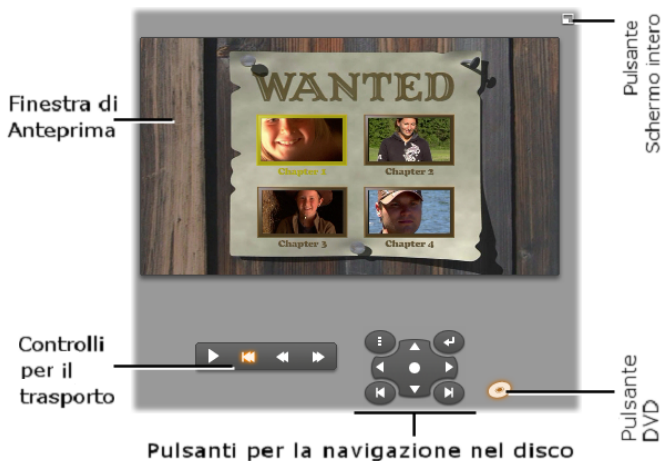 Pulsante
Schermo intero
Finestra di
Anteprima
WANTED
Chapter 1
Chapter 2
Chapter 3
Chapter 4
Controlli
per il
trasporto
Pulsante
DVD
Pulsanti per la navigazione nel disco